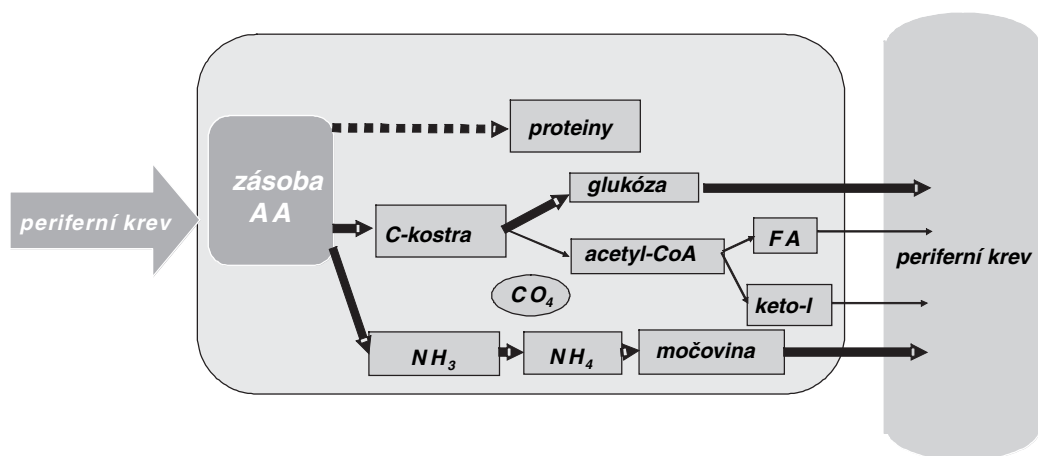 proteiny
zásoba
AA
glukóza
periferní krev
C-kostra
FA
acetyl-CoA
periferní krev
CO₄
keto-l
NH₃
NH₄
močovina